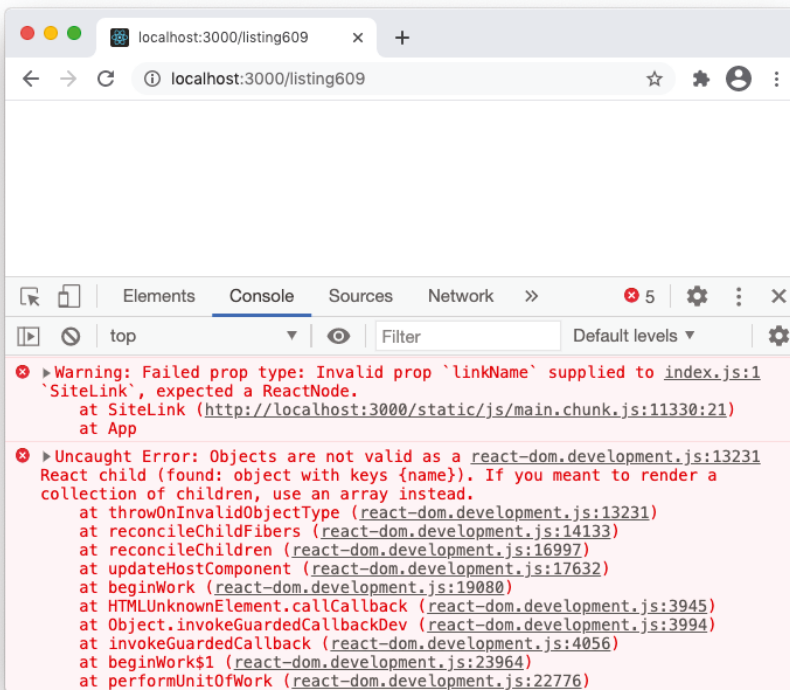 localhost:3000/listing609
localhost:3000/listing609
Elements Console Sources Network » 5
top ▼ Filter Default levels ▼
▶Warning: Failed prop type: Invalid prop `linkName` supplied to index.js:1
`SiteLink`, expected a ReactNode.
at SiteLink (http://localhost:3000/static/js/main.chunk.js:11330:21)
at App
▶Uncaught Error: Objects are not valid as a react-dom.development.js:13231
React child (found: object with keys {name}). If you meant to render a
collection of children, use an array instead.
at throwOnInvalidObjectType (react-dom.development.js:13231)
at reconcileChildFibers (react-dom.development.js:14133)
at reconcileChildren (react-dom.development.js:16997)
at updateHostComponent (react-dom.development.js:17632)
at beginWork (react-dom.development.js:19080)
at HTMLUnknownElement.callCallback (react-dom.development.js:3945)
at Object.invokeGuardedCallbackDev (react-dom.development.js:3994)
at invokeGuardedCallback (react-dom.development.js:4056)
at beginWork$1 (react-dom.development.js:23964)
at performUnitOfWork (react-dom.development.js:22776)